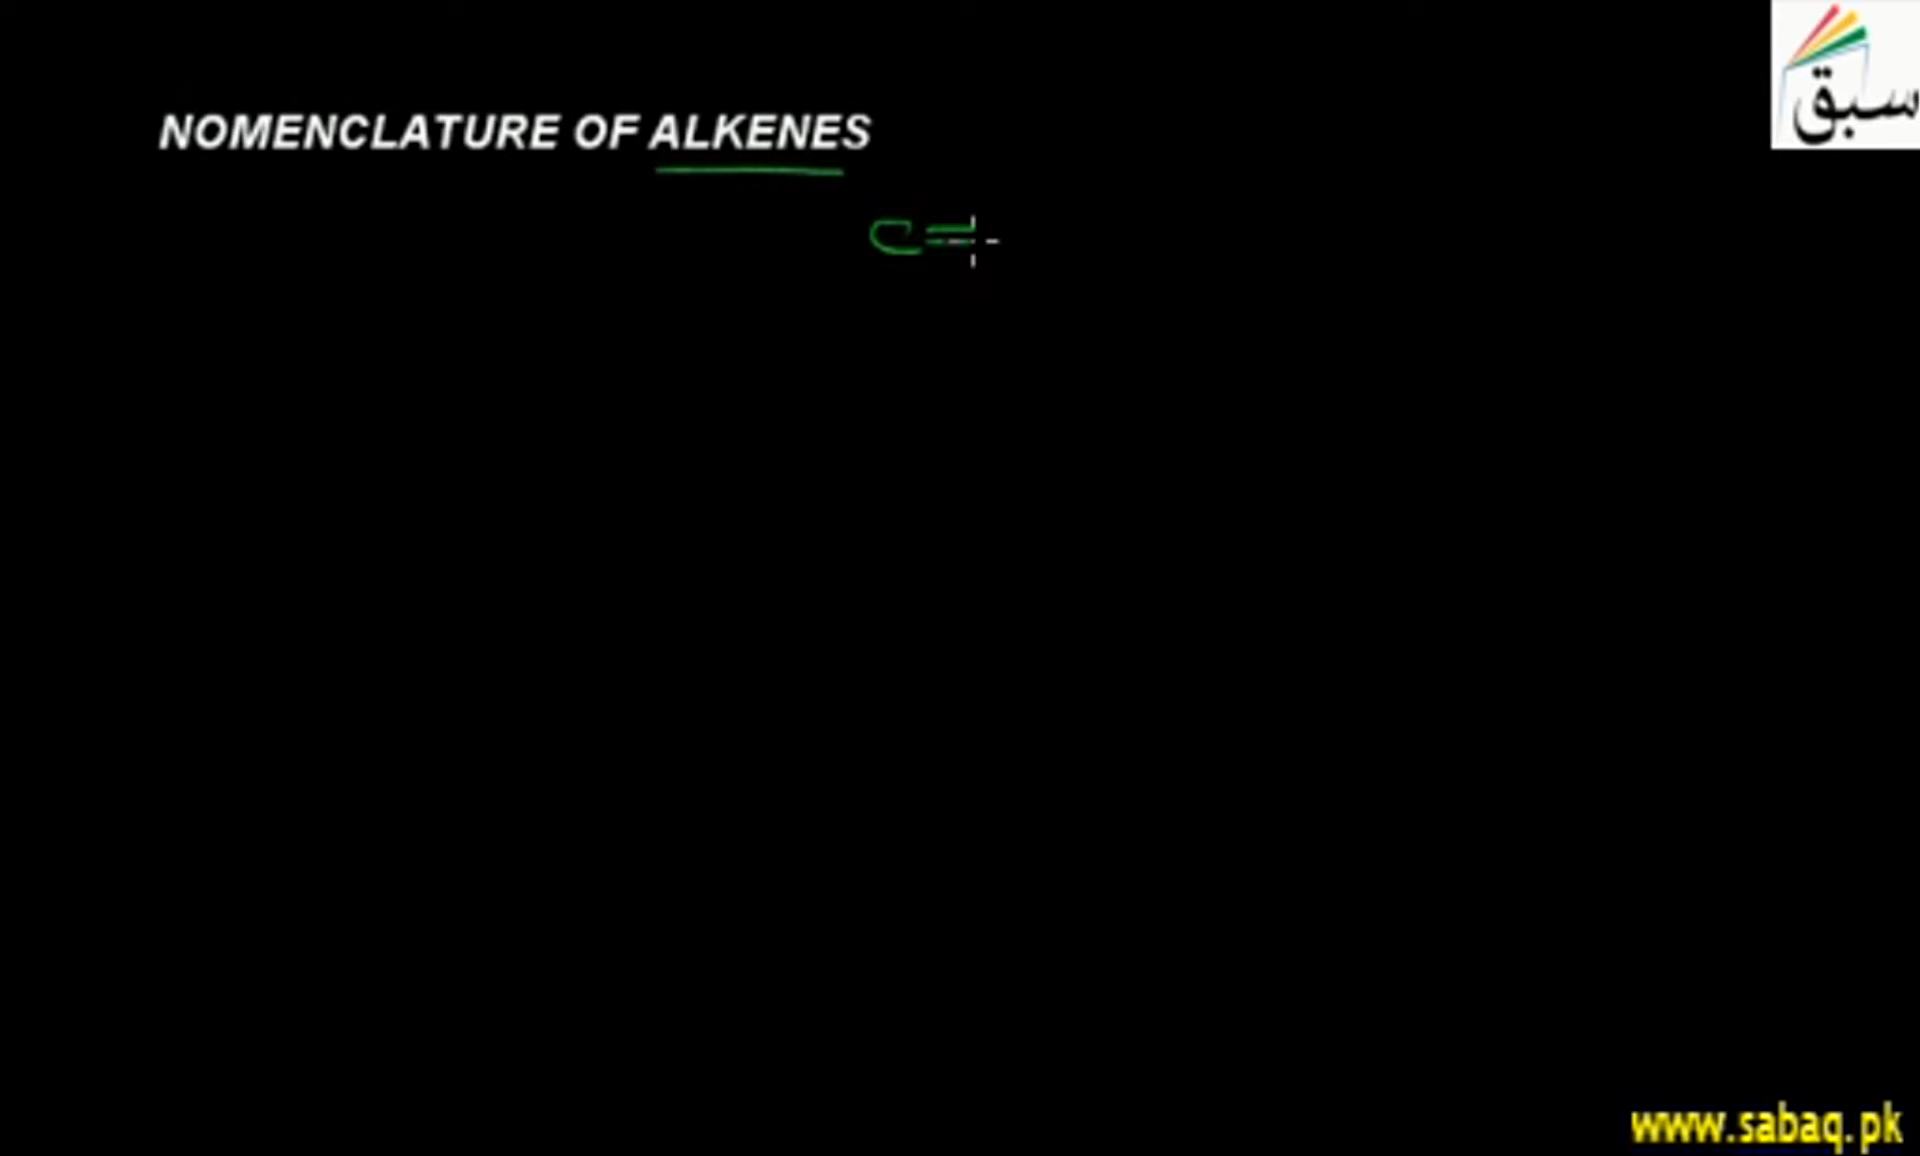 NOMENCLATURE OF ALKENES
سبق
C=
www.sabaq.pk